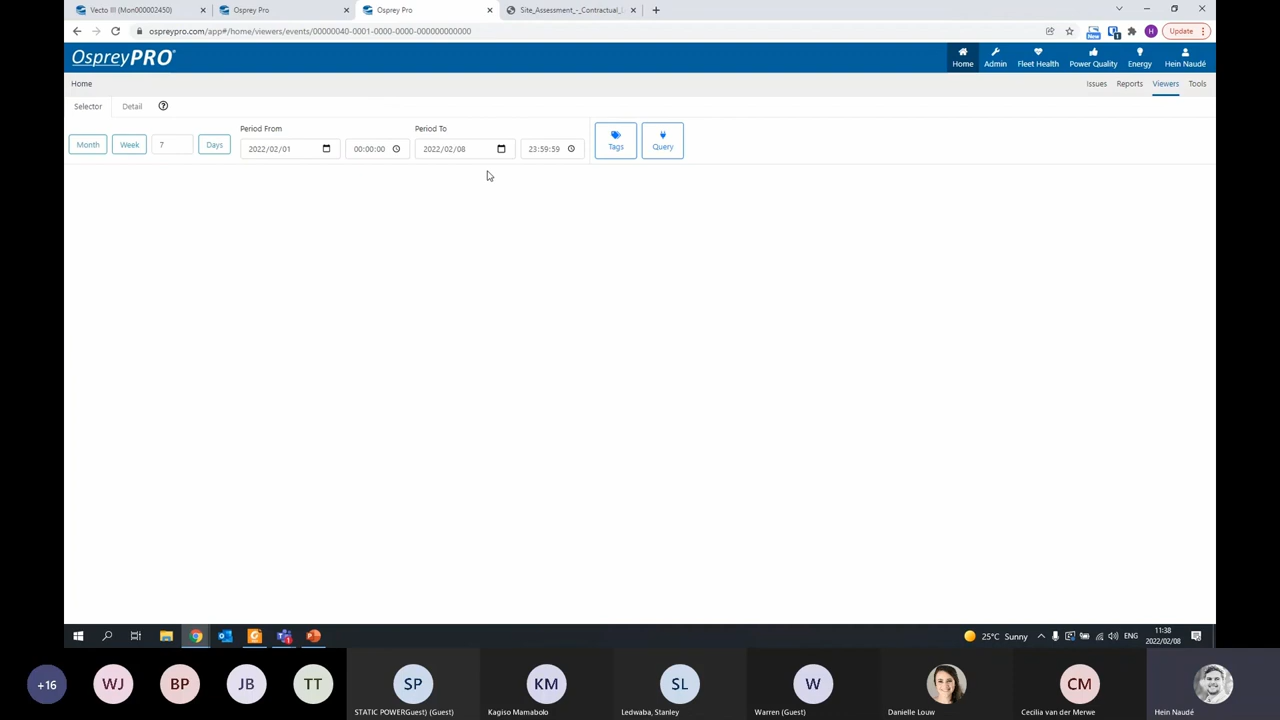 Vecto III (Mon000002450)
Osprey Pro
Osprey Pro
Site_Assessment_-_Contractual_
ospreypro.com/app#/home/viewers/events/00000040-0001-0000-0000-000000000000
New
1
H
Update
OspreyPRO
Home
Admin
Fleet Health
Power Quality
Energy
Hein Naudé
Home
Issues
Reports
Viewers
Tools
Selector
Detail
Month
Week
7
Days
Period From
2022/02/01
00:00:00
Period To
2022/02/08
23:59:59
Tags
Query
25°C Sunny
ENG
11:38
2022/02/08
+16
WJ
BP
JB
TT
SP
STATIC POWERGuest) (Guest)
KM
Kagiso Mamabolo
SL
Ledwaba, Stanley
W
Warren (Guest)
Danielle Louw
CM
Cecilia van der Merwe
Hein Naudé